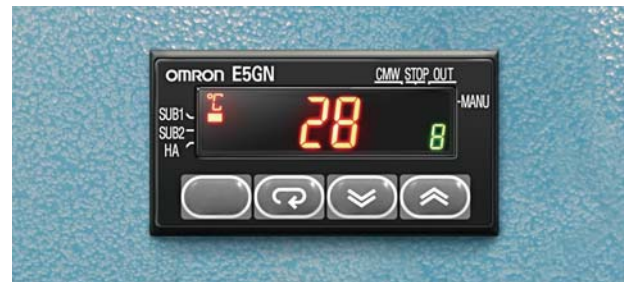 omron E5GN
CMW STOP OUT
MANU
SUB1
SUB2
HA
°C
28
8